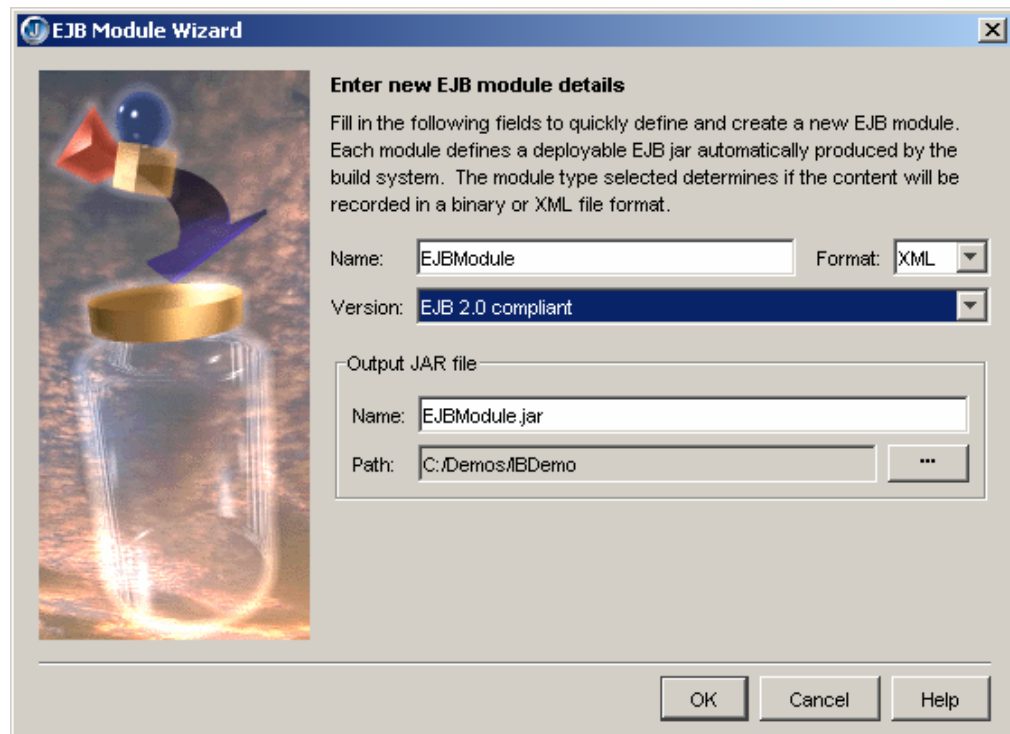 EJB Module Wizard
Enter new EJB module details
Fill in the following fields to quickly define and create a new EJB module.
Each module defines a deployable EJB jar automatically produced by the
build system. The module type selected determines if the content will be
recorded in a binary or XML file format.
Name: EJBModule Format: XML
Version: EJB 2.0 compliant
Output JAR file
Name: EJBModule.jar
Path: C:/Demos/IBDemo ...
OK Cancel Help